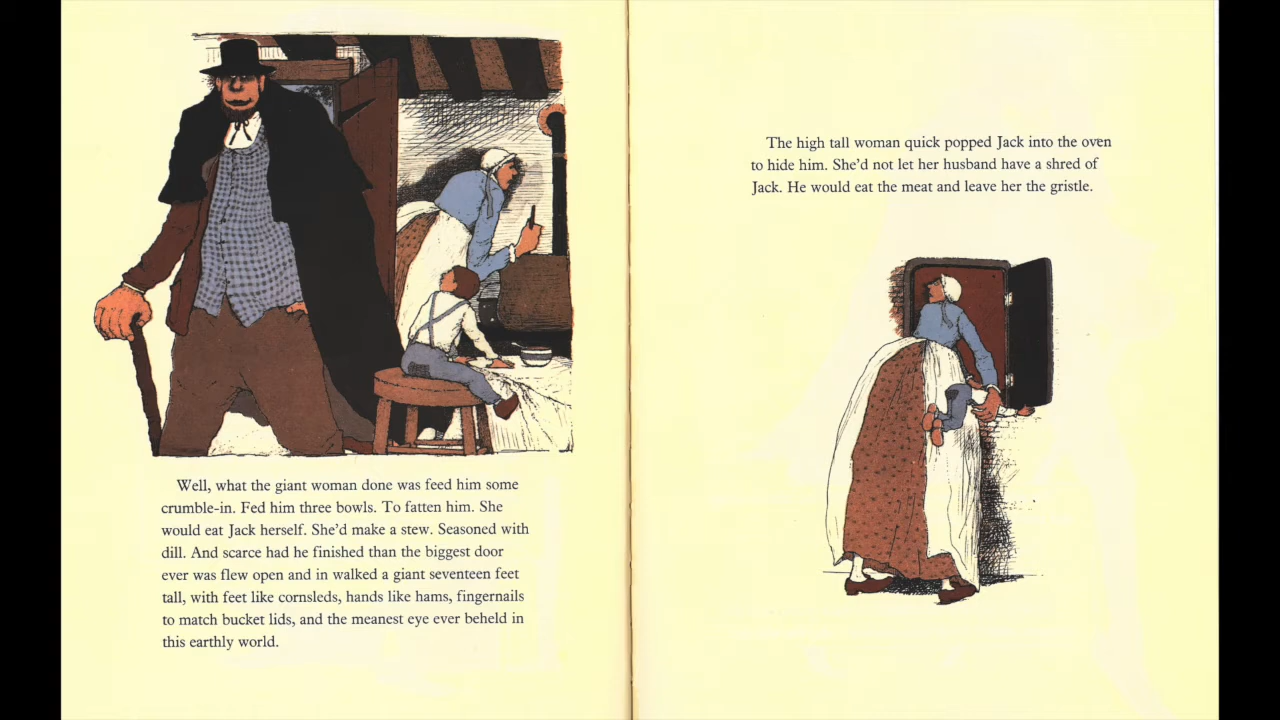 Well, what the giant woman done was feed him some
crumble-in. Fed him three bowls. To fatten him. She
would eat Jack herself. She'd make a stew. Seasoned with
dill. And scarce had he finished than the biggest door
ever was flew open and in walked a giant seventeen feet
tall, with feet like cornsleds, hands like hams, fingernails
to match bucket lids, and the meanest eye ever beheld in
this earthly world.
The high tall woman quick popped Jack into the oven
to hide him. She'd not let her husband have a shred of
Jack. He would eat the meat and leave her the gristle.